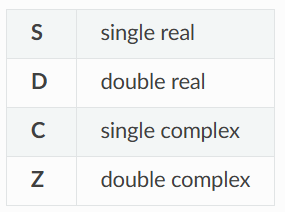 S single real
D double real
C single complex
Z double complex